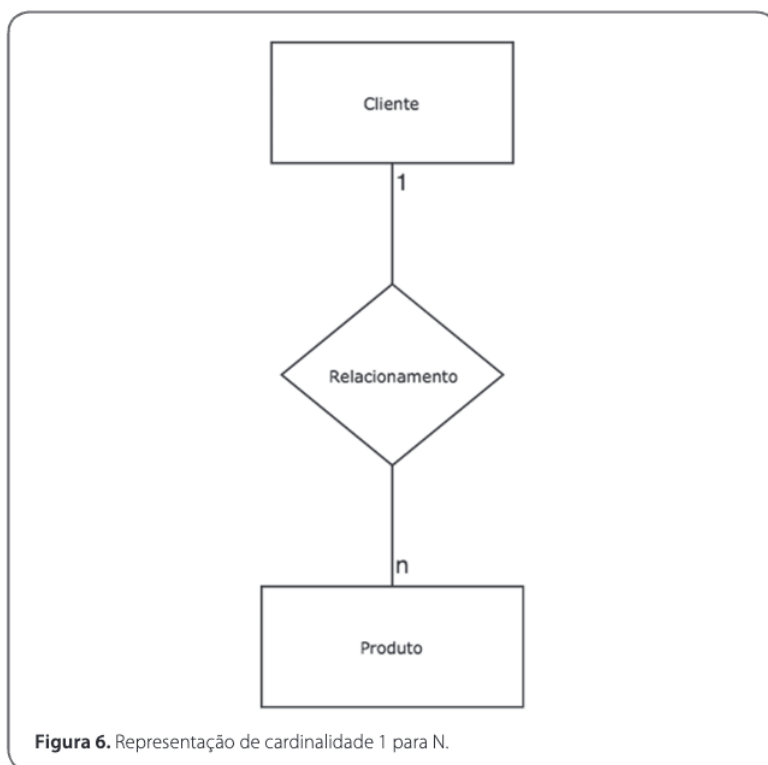 Cliente
1
Relacionamento
n
Produto
Figura 6. Representação de cardinalidade 1 para N.